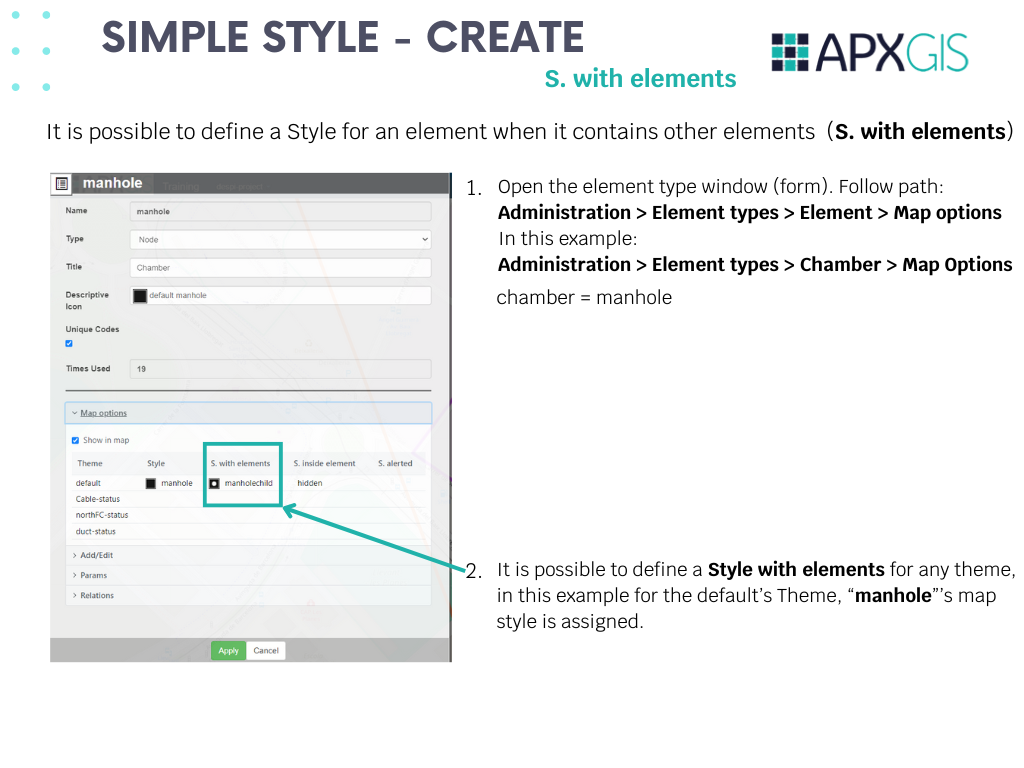 SIMPLE STYLE - CREATE
S. with elements
APXGIS
It is possible to define a Style for an element when it contains other elements (S. with elements)
manhole
Training
Name
manhole
Type
Node
Title
Chamber
Descriptive
Icon
default manhole
Unique Codes
Times Used
19
Map options
Show in map
Theme Style S. with elements S. inside element S. alerted
default manhole manholechild hidden
Cable-status
northFC-status
duct-status
> Add/Edit
> Params
> Relations
Apply Cancel
1. Open the element type window (form). Follow path:
Administration > Element types > Element > Map options
In this example:
Administration > Element types > Chamber > Map Options
chamber = manhole
2. It is possible to define a Style with elements for any theme,
in this example for the default’s Theme, “manhole”’s map
style is assigned.